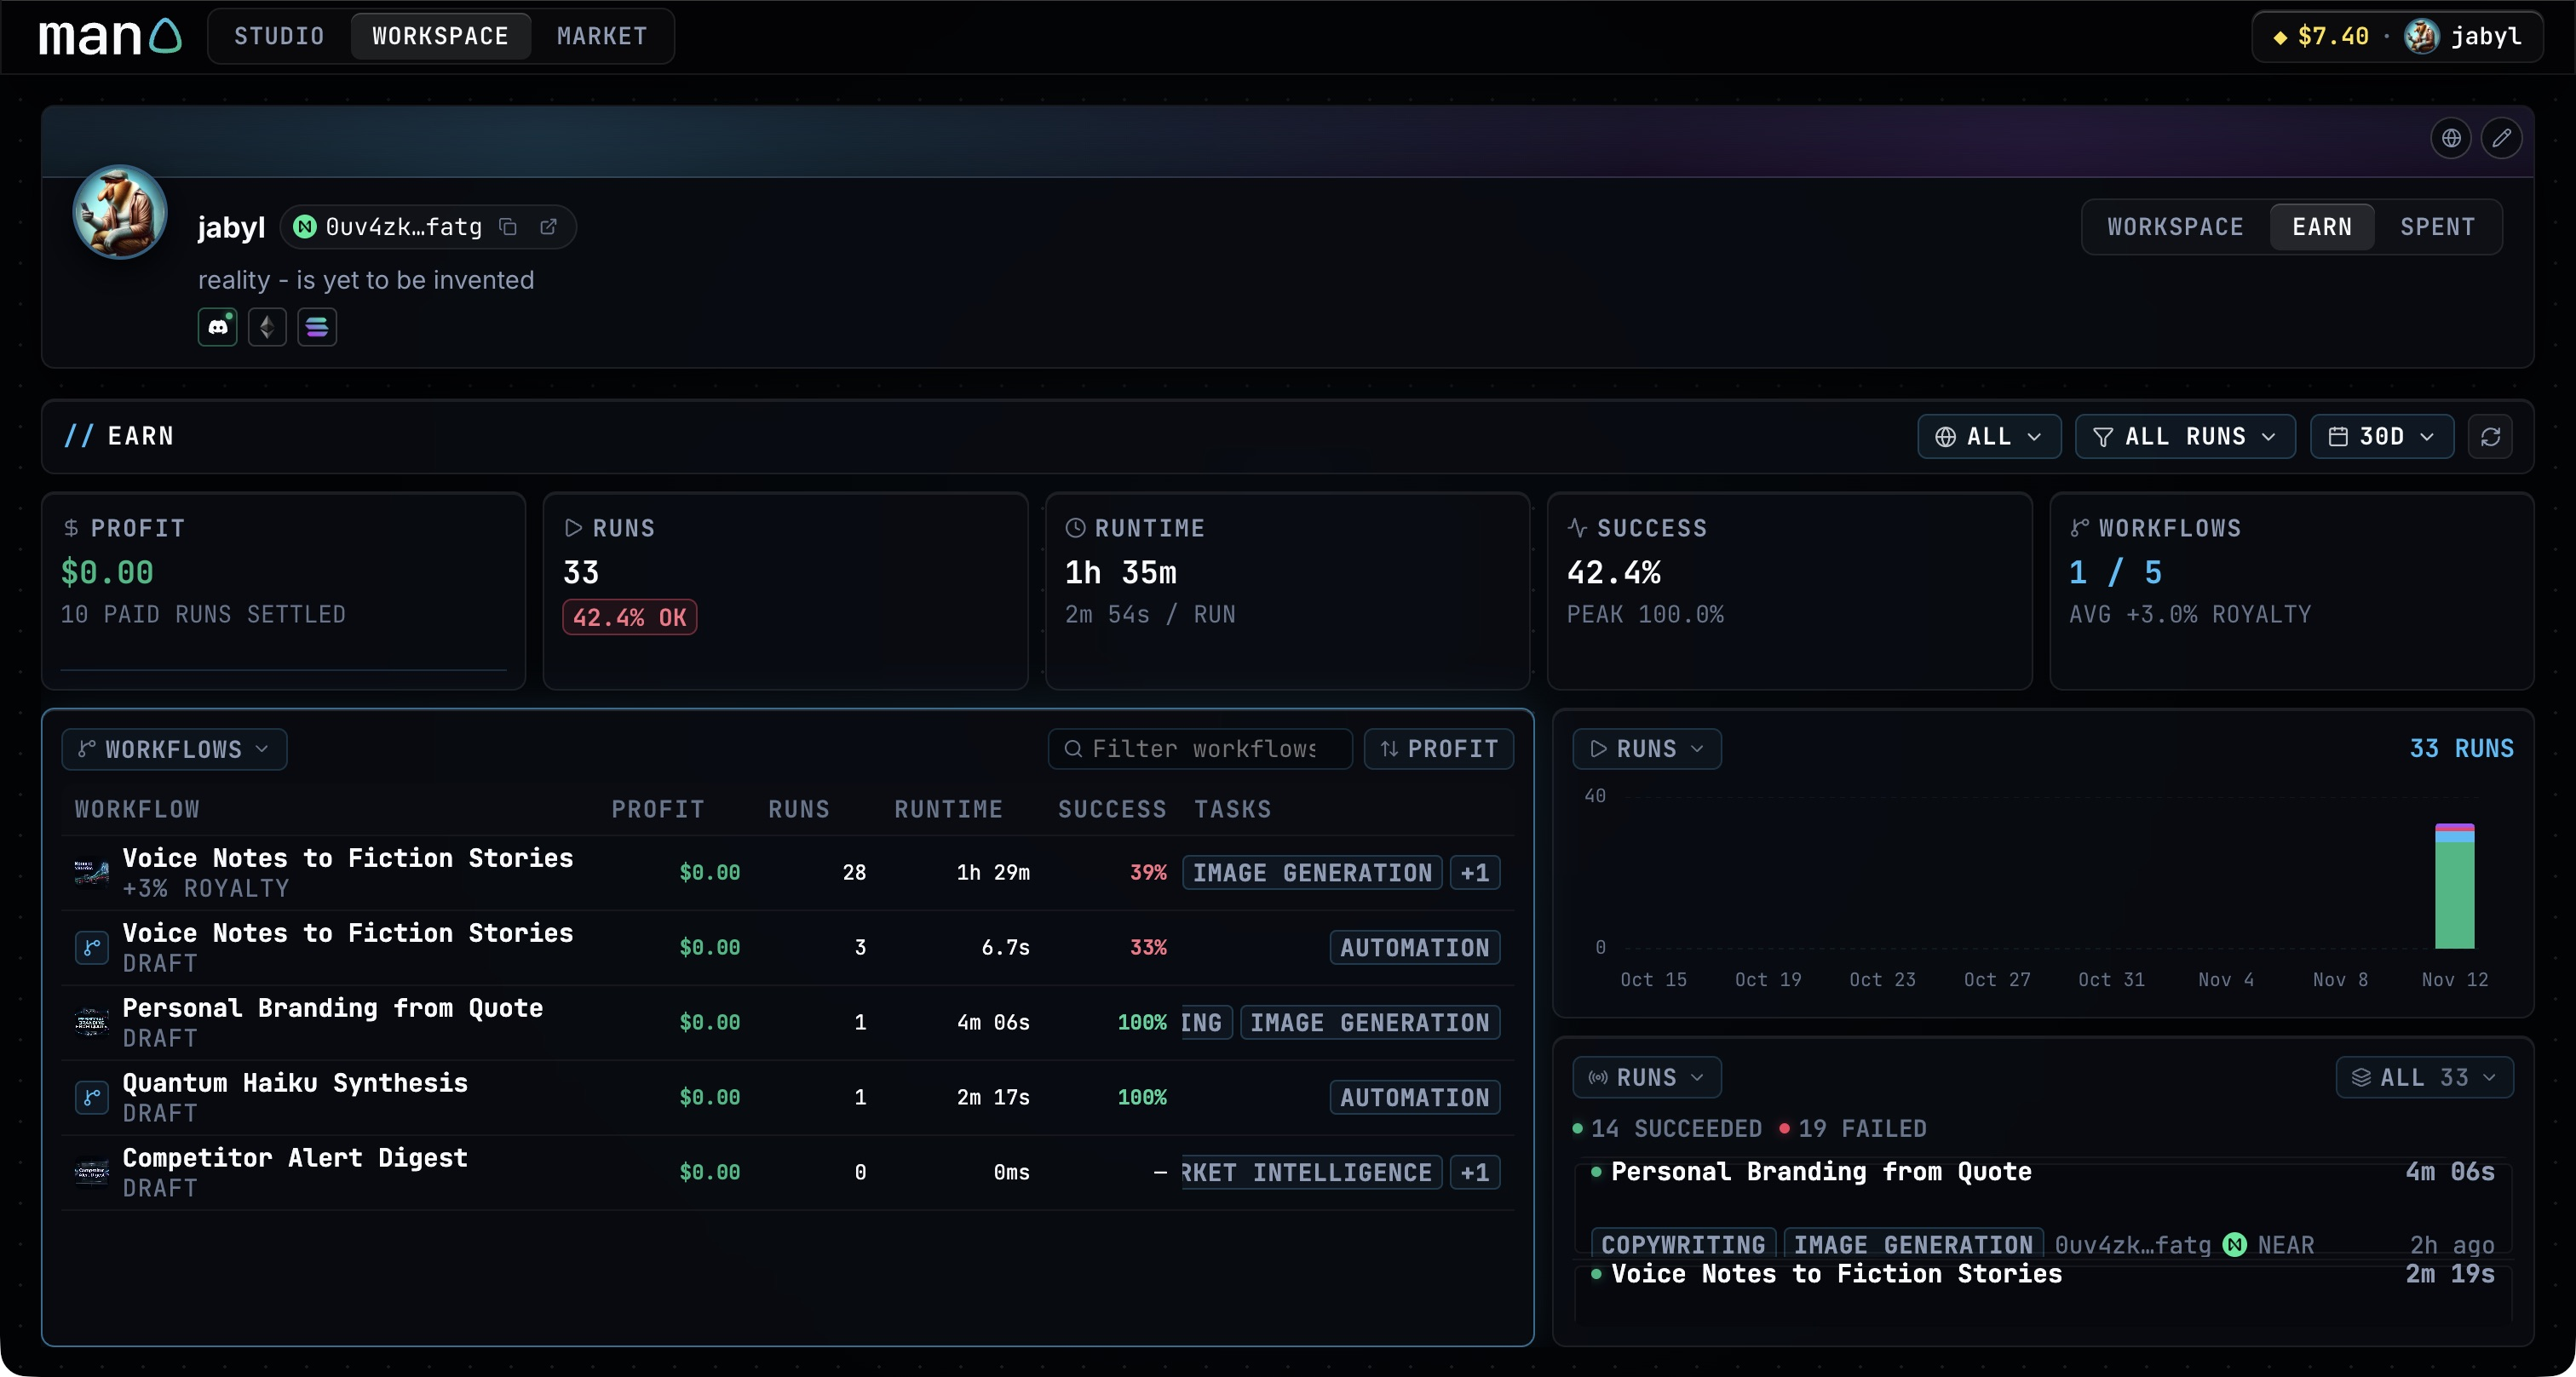 mana
STUDIO WORKSPACE MARKET
$7.40 · jabyl
jabyl 0uv4zk…fatg
WORKSPACE EARN SPENT
reality - is yet to be invented
// EARN
ALL ALL RUNS 30D
PROFIT
$0.00
10 PAID RUNS SETTLED
RUNS
33
42.4% OK
RUNTIME
1h 35m
2m 54s / RUN
SUCCESS
42.4%
PEAK 100.0%
WORKFLOWS
1 / 5
AVG +3.0% ROYALTY
WORKFLOWS Filter workflows PROFIT
WORKFLOW PROFIT RUNS RUNTIME SUCCESS TASKS
Voice Notes to Fiction Stories $0.00 28 1h 29m 39% IMAGE GENERATION +1
+3% ROYALTY
Voice Notes to Fiction Stories $0.00 3 6.7s 33% AUTOMATION
DRAFT
Personal Branding from Quote $0.00 1 4m 06s 100% ING IMAGE GENERATION
DRAFT
Quantum Haiku Synthesis $0.00 1 2m 17s 100% AUTOMATION
DRAFT
Competitor Alert Digest $0.00 0 0ms — RKET INTELLIGENCE +1
DRAFT
RUNS 33 RUNS
40
0
Oct 15 Oct 19 Oct 23 Oct 27 Oct 31 Nov 4 Nov 8 Nov 12
RUNS ALL 33
14 SUCCEEDED 19 FAILED
Personal Branding from Quote 4m 06s
COPYWRITING IMAGE GENERATION 0uv4zk…fatg NEAR 2h ago
Voice Notes to Fiction Stories 2m 19s